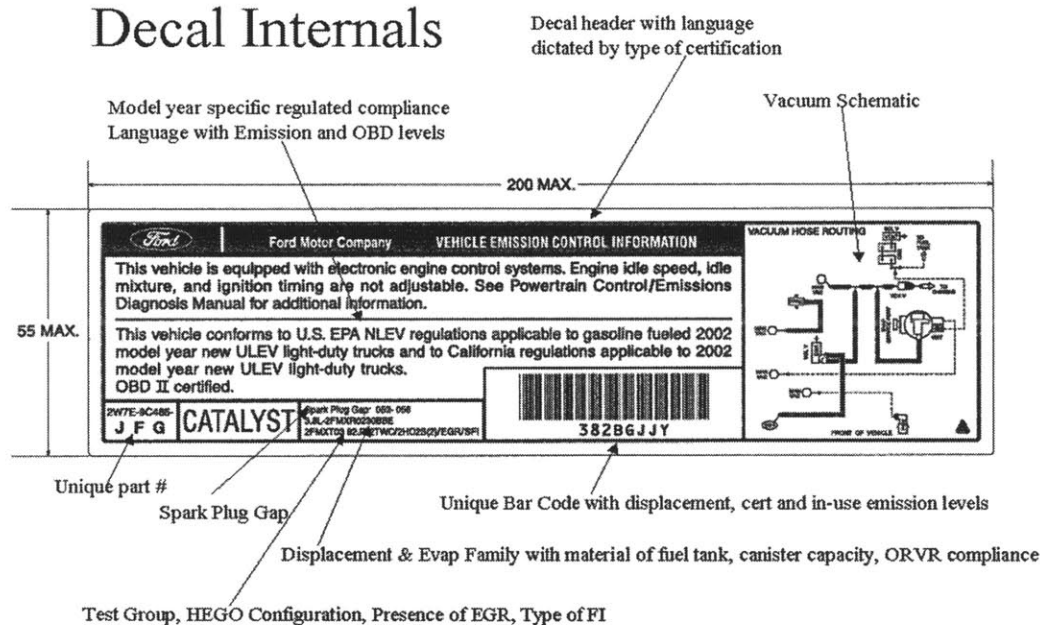 Decal Internals
Decal header with language
dictated by type of certification
Model year specific regulated compliance
Language with Emission and OBD levels
Vacuum Schematic
200 MAX.
55 MAX.
Ford
Ford Motor Company VEHICLE EMISSION CONTROL INFORMATION
This vehicle is equipped with electronic engine control systems. Engine idle speed, idle
mixture, and ignition timing are not adjustable. See Powertrain Control/Emissions
Diagnosis Manual for additional information.
This vehicle conforms to U.S. EPA NLEV regulations applicable to gasoline fueled 2002
model year new ULEV light-duty trucks and to California regulations applicable to 2002
model year new ULEV light-duty trucks.
OBD II certified.
VACUUM HOSE ROUTING
FRONT OF VEHICLE
2W7E-9C485-
J F G
CATALYST
Spark Plug Gap:
382BGJJY
Unique part #
Spark Plug Gap
Unique Bar Code with displacement, cert and in-use emission levels
Displacement & Evap Family with material of fuel tank, canister capacity, ORVR compliance
Test Group, HEGO Configuration, Presence of EGR, Type of FI